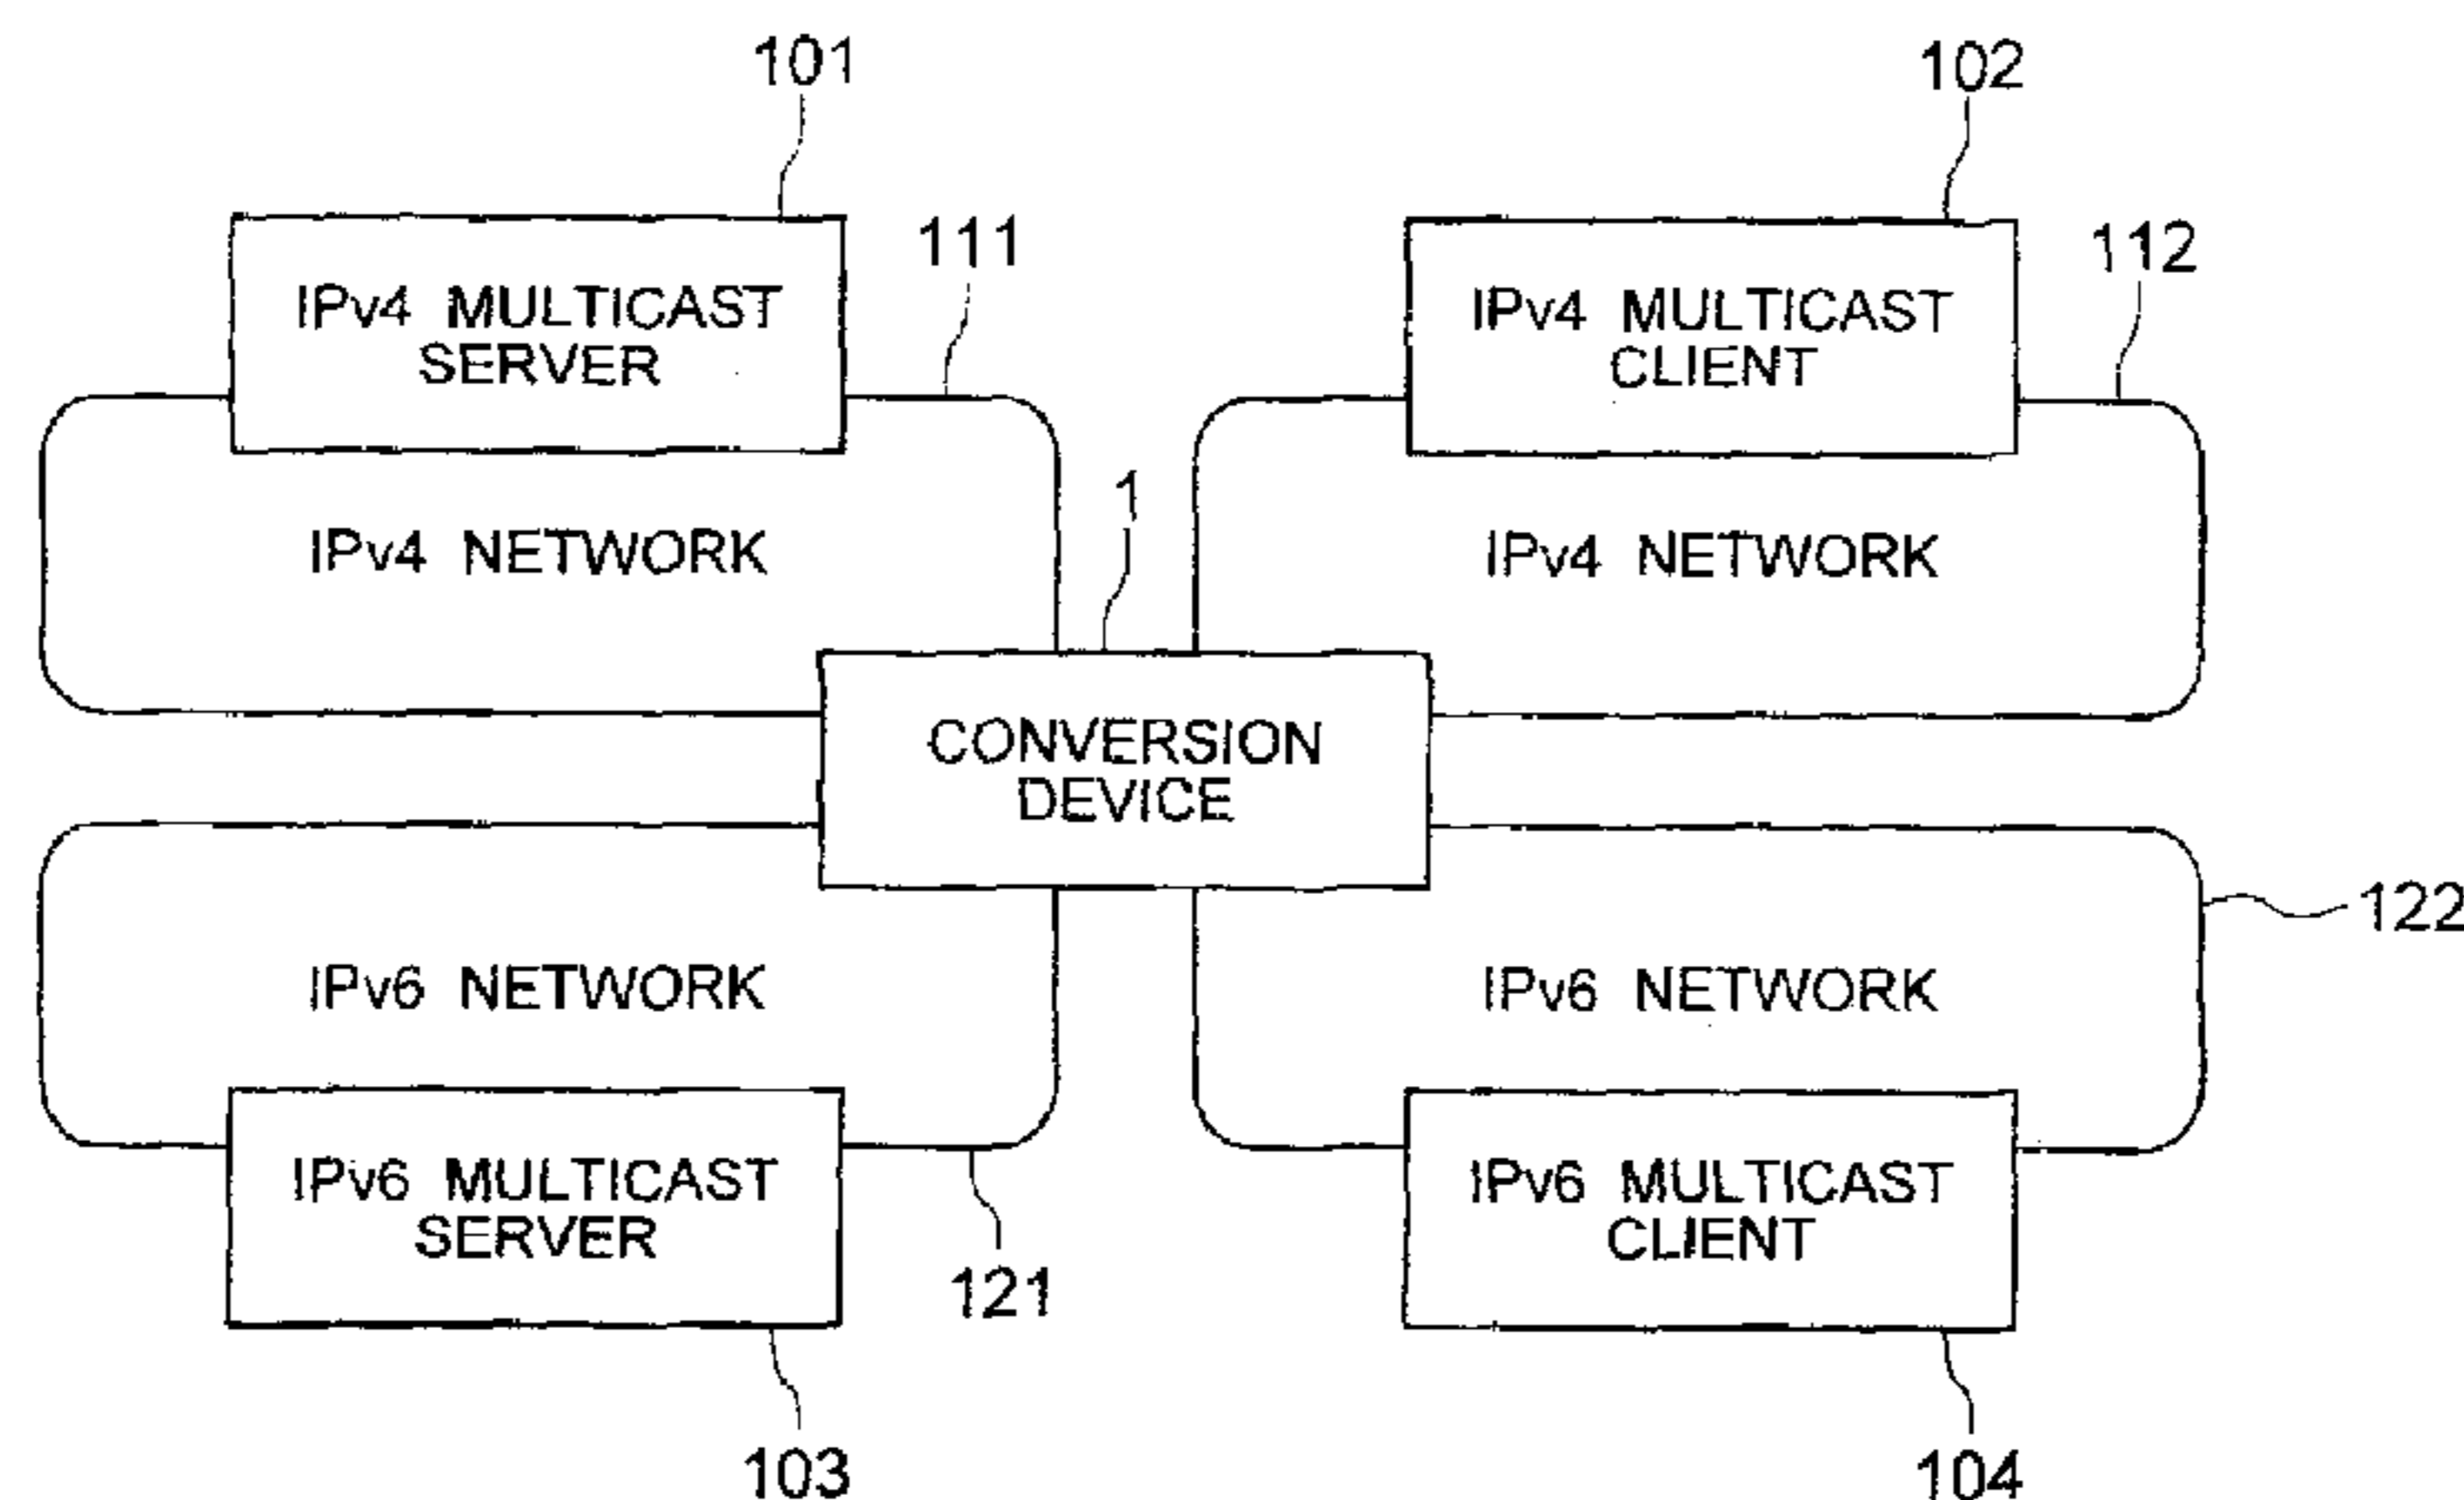 101
102
111
112
IPv4 MULTICAST
SERVER
IPv4 MULTICAST
CLIENT
1
IPv4 NETWORK
IPv4 NETWORK
CONVERSION
DEVICE
122
IPv6 NETWORK
IPv6 NETWORK
IPv6 MULTICAST
SERVER
IPv6 MULTICAST
CLIENT
121
103
104